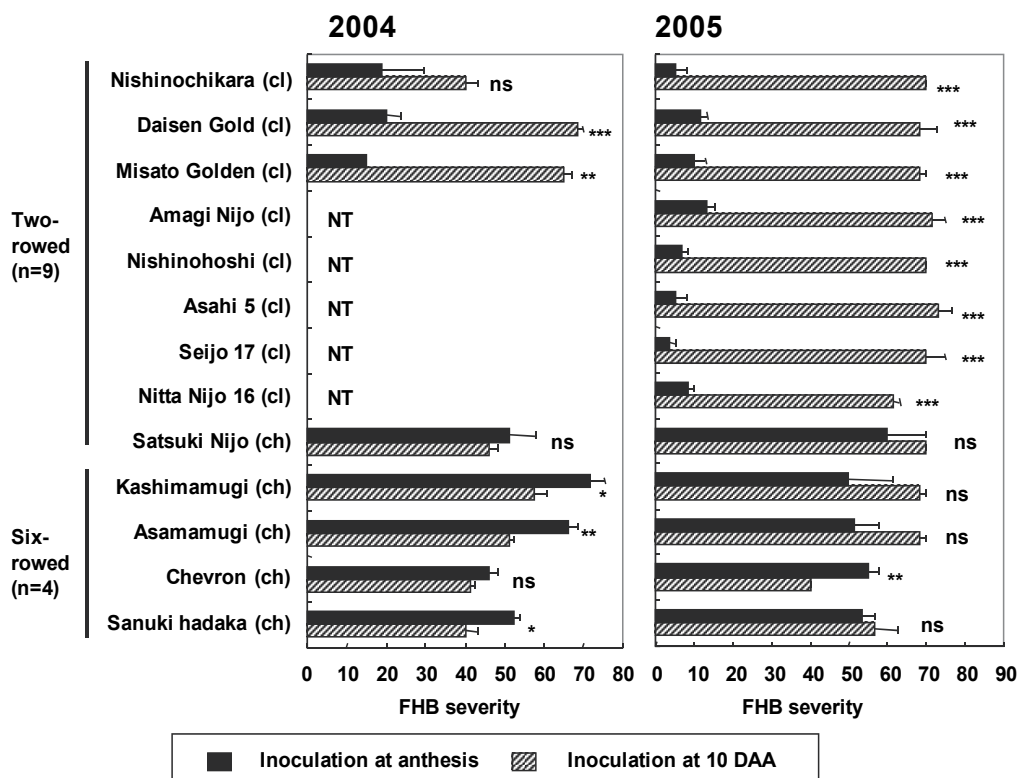 2004
2005
Two-
rowed
(n=9)
Nishinochikara (cl)
Daisen Gold (cl)
Misato Golden (cl)
Amagi Nijo (cl)
Nishinohoshi (cl)
Asahi 5 (cl)
Seijo 17 (cl)
Nitta Nijo 16 (cl)
Satsuki Nijo (ch)
Six-
rowed
(n=4)
Kashimamugi (ch)
Asamamugi (ch)
Chevron (ch)
Sanuki hadaka (ch)
ns
***
**
NT
NT
NT
NT
NT
ns
*
**
ns
*
***
***
***
***
***
***
***
***
ns
ns
ns
**
ns
0 10 20 30 40 50 60 70 80
FHB severity
0 10 20 30 40 50 60 70 80 90
FHB severity
Inoculation at anthesis
Inoculation at 10 DAA